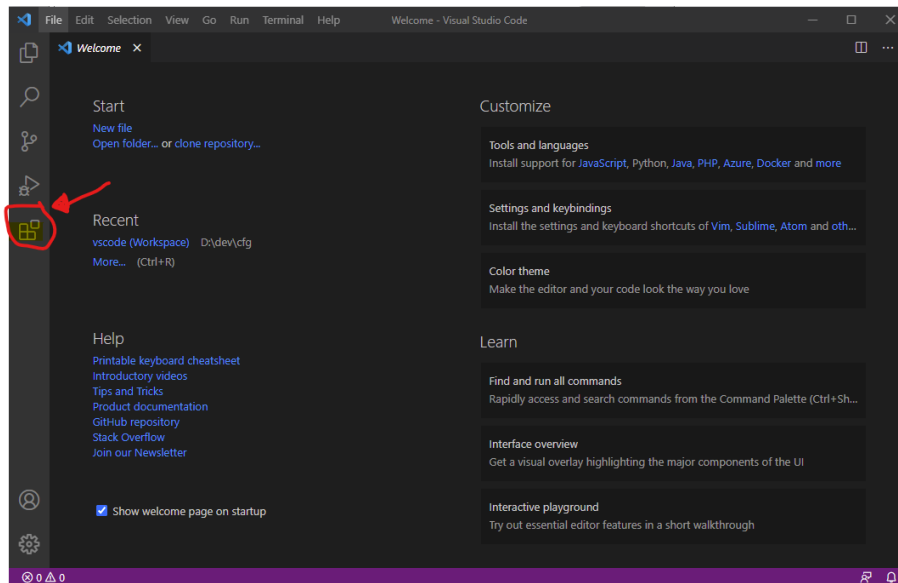 File Edit Selection View Go Run Terminal Help Welcome - Visual Studio Code
Welcome
Start
New file
Open folder... or clone repository...
Recent
vscode (Workspace) D:\dev\cfg
More... (Ctrl+R)
Help
Printable keyboard cheatsheet
Introductory videos
Tips and Tricks
Product documentation
GitHub repository
Stack Overflow
Join our Newsletter
Show welcome page on startup
Customize
Tools and languages
Install support for JavaScript, Python, Java, PHP, Azure, Docker and more
Settings and keybindings
Install the settings and keyboard shortcuts of Vim, Sublime, Atom and oth...
Color theme
Make the editor and your code look the way you love
Learn
Find and run all commands
Rapidly access and search commands from the Command Palette (Ctrl+Sh...
Interface overview
Get a visual overlay highlighting the major components of the UI
Interactive playground
Try out essential editor features in a short walkthrough
0 0